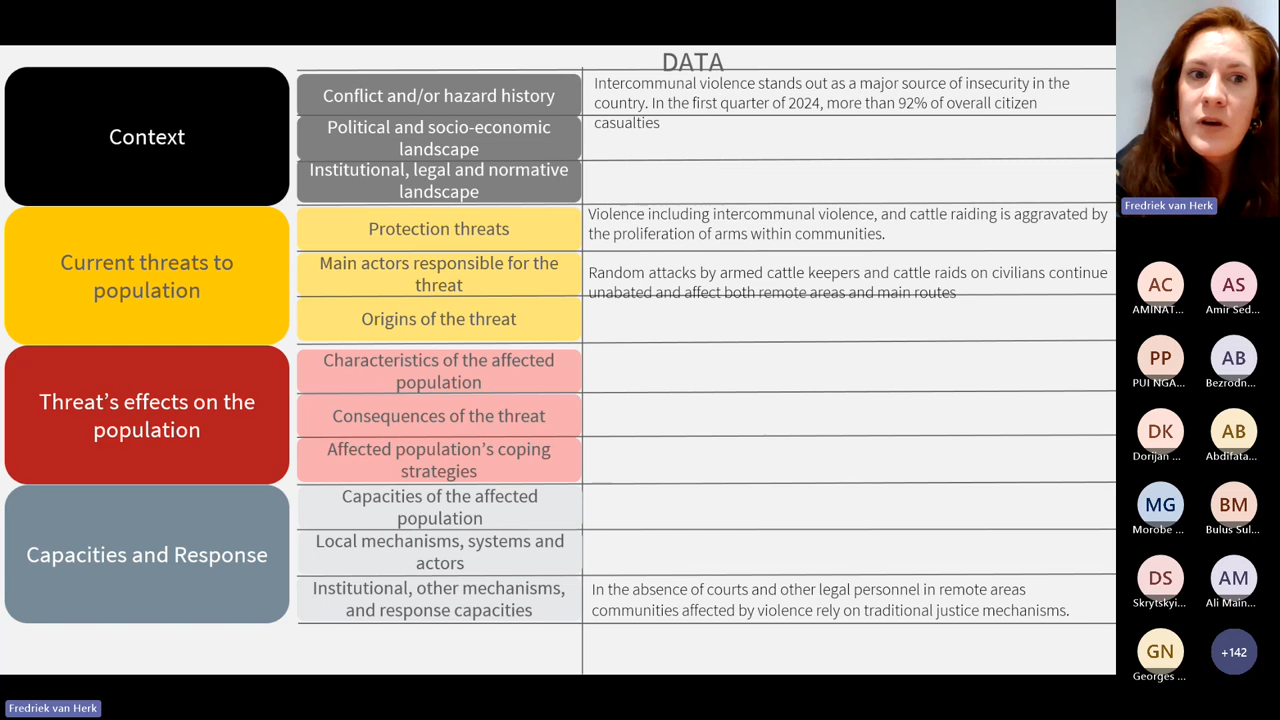 DATA
Context
Conflict and/or hazard history
Intercommunal violence stands out as a major source of insecurity in the
country. In the first quarter of 2024, more than 92% of overall citizen
casualties
Political and socio-economic
landscape
Institutional, legal and normative
landscape
Current threats to
population
Protection threats
Violence including intercommunal violence, and cattle raiding is aggravated by
the proliferation of arms within communities.
Main actors responsible for the
threat
Random attacks by armed cattle keepers and cattle raids on civilians continue
unabated and affect both remote areas and main routes
Origins of the threat
Threat’s effects on the
population
Characteristics of the affected
population
Consequences of the threat
Affected population’s coping
strategies
Capacities and Response
Capacities of the affected
population
Local mechanisms, systems and
actors
Institutional, other mechanisms,
and response capacities
In the absence of courts and other legal personnel in remote areas
communities affected by violence rely on traditional justice mechanisms.
Fredriek van Herk
AC
AMINAT...
AS
Amir Sed...
PP
PUI NGA...
AB
Bezrodn...
DK
Dorijan ...
AB
Abdifata...
MG
Morobe ...
BM
Bulus Sul...
DS
Skrytskyi...
AM
Ali Main...
GN
Georges ...
+142
Fredriek van Herk